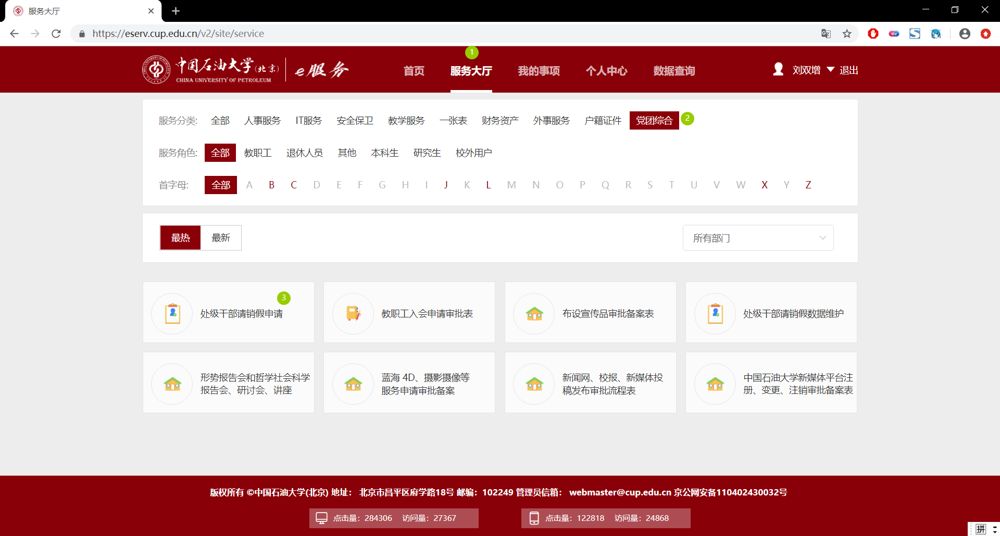 服务大厅
https://eserv.cup.edu.cn/v2/site/service
中国石油大学(北京) e服务
CHINA UNIVERSITY OF PETROLEUM
首页 服务大厅 我的事项 个人中心 数据查询
1
刘双增 退出
服务分类: 全部 人事服务 IT服务 安全保卫 教学服务 一张表 财务资产 外事服务 户籍证件 党团综合 2
服务角色: 全部 教职工 退休人员 其他 本科生 研究生 校外用户
首字母: 全部 A B C D E F G H I J K L M N O P Q R S T U V W X Y Z
最热 最新 所有部门
3
处级干部请销假申请
教职工入会申请审批表
布设宣传品审批备案表
处级干部请销假数据维护
形势报告会和哲学社会科学
报告会、研讨会、讲座
蓝海 4D、摄影摄像等
服务申请审批备案
新闻网、校报、新媒体投
稿发布审批流程表
中国石油大学新媒体平台注
册、变更、注销审批备案表
版权所有 ©中国石油大学(北京) 地址： 北京市昌平区府学路18号 邮编：102249 管理员信箱： webmaster@cup.edu.cn 京公网安备110402430032号
点击量：284306 访问量：27367
点击量：122818 访问量：24868
拼